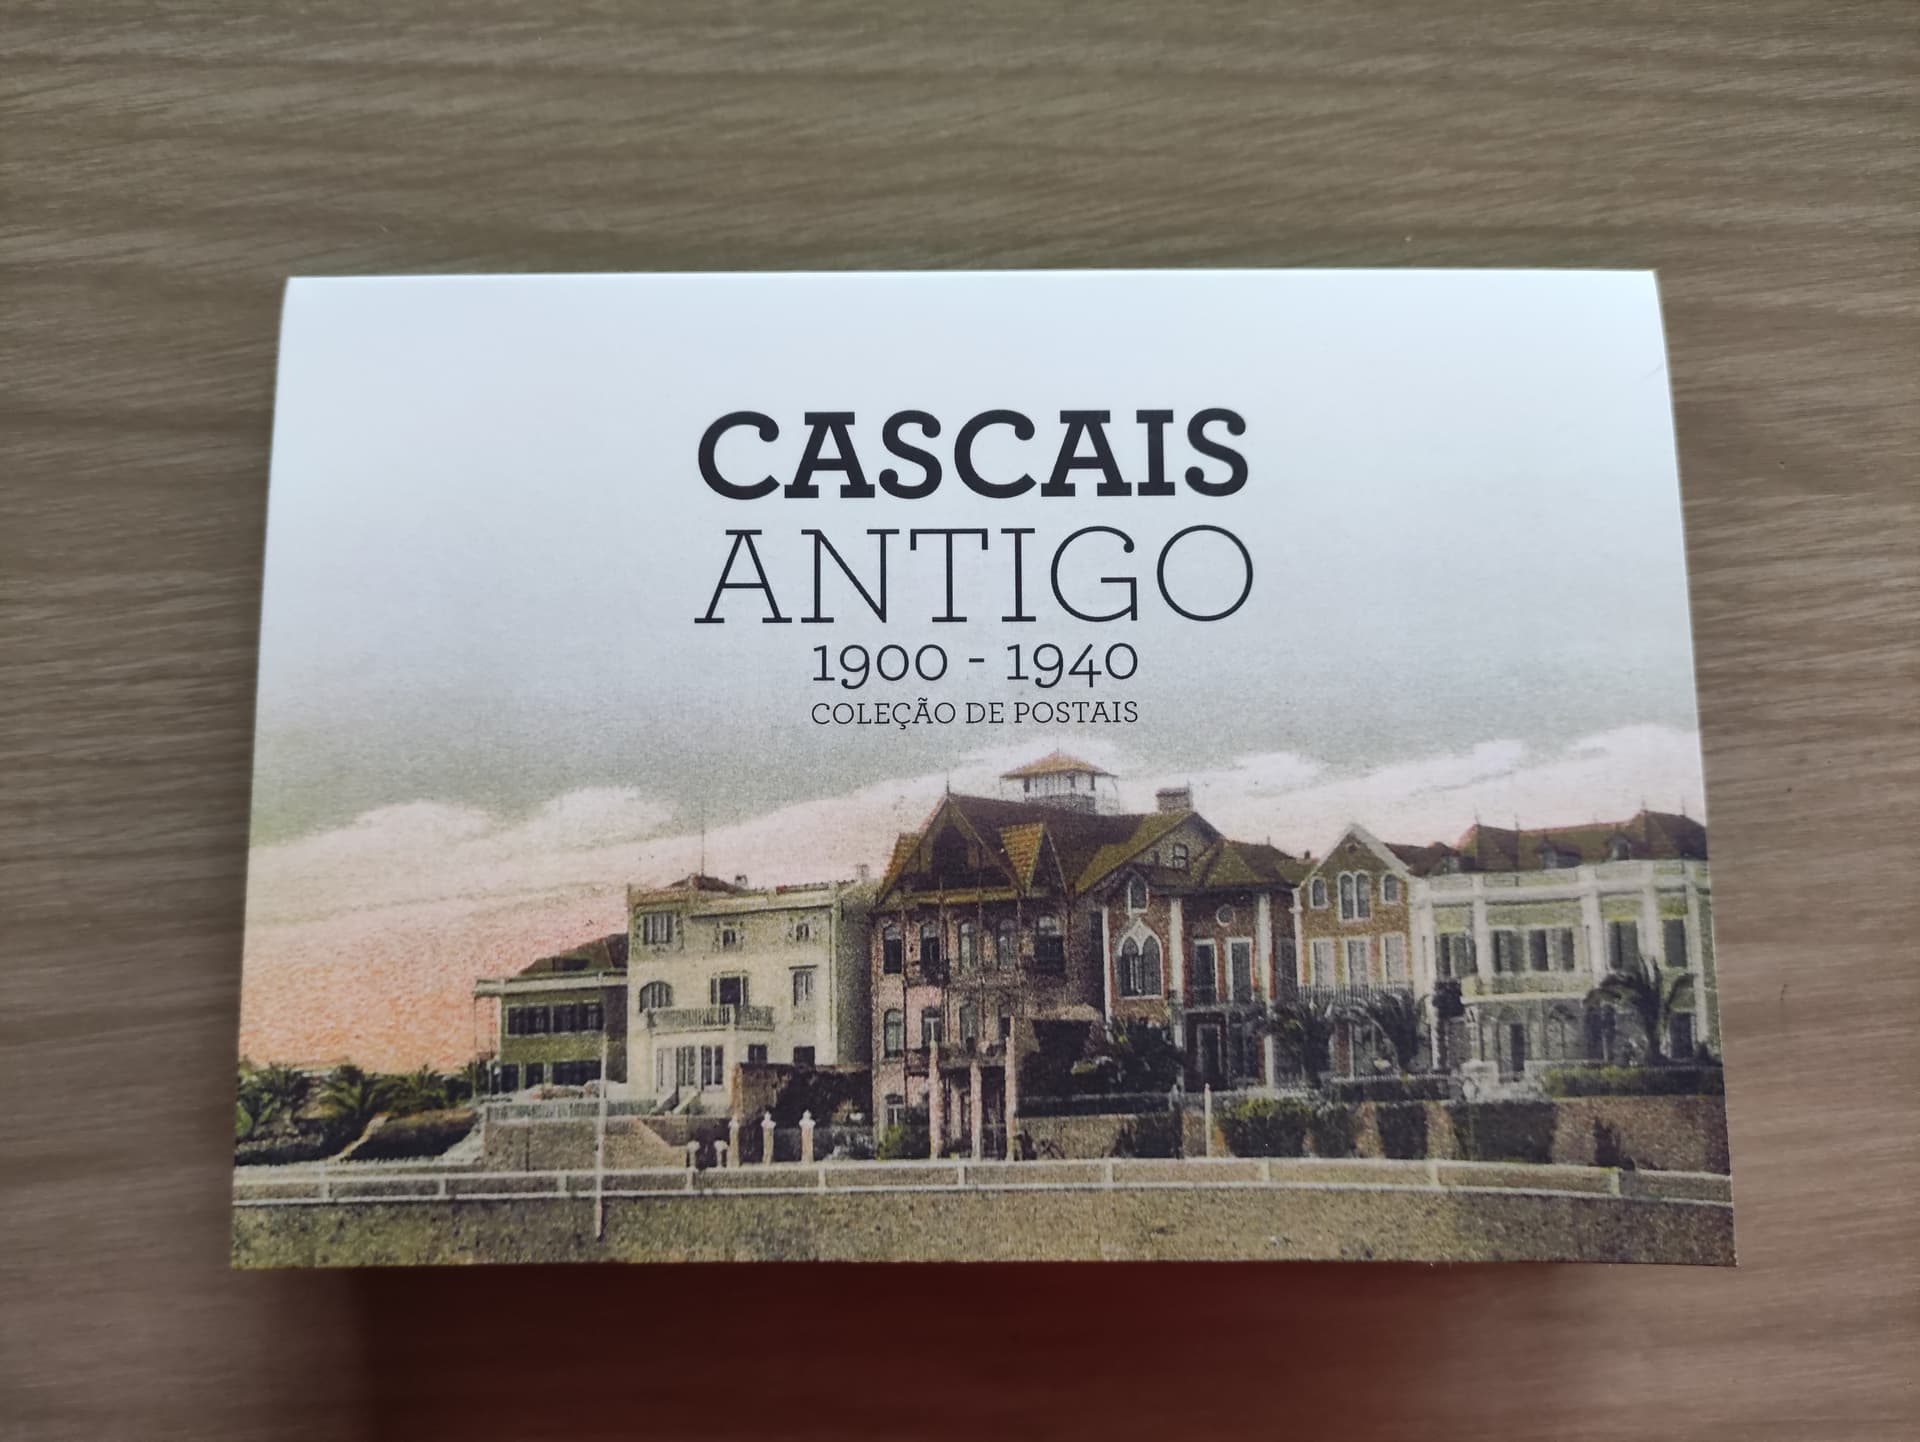 CASCAIS
ANTIGO
1900 - 1940
COLEÇÃO DE POSTAIS